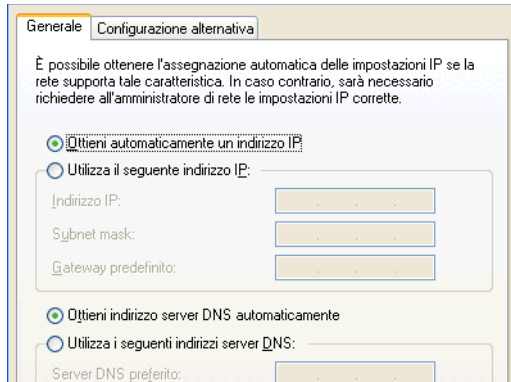 Generale Configurazione alternativa
È possibile ottenere l'assegnazione automatica delle impostazioni IP se la
rete supporta tale caratteristica. In caso contrario, sarà necessario
richiedere all'amministratore di rete le impostazioni IP corrette.
Ottieni automaticamente un indirizzo IP
Utilizza il seguente indirizzo IP:
Indirizzo IP:
Subnet mask:
Gateway predefinito:
Ottieni indirizzo server DNS automaticamente
Utilizza i seguenti indirizzi server DNS:
Server DNS preferito: